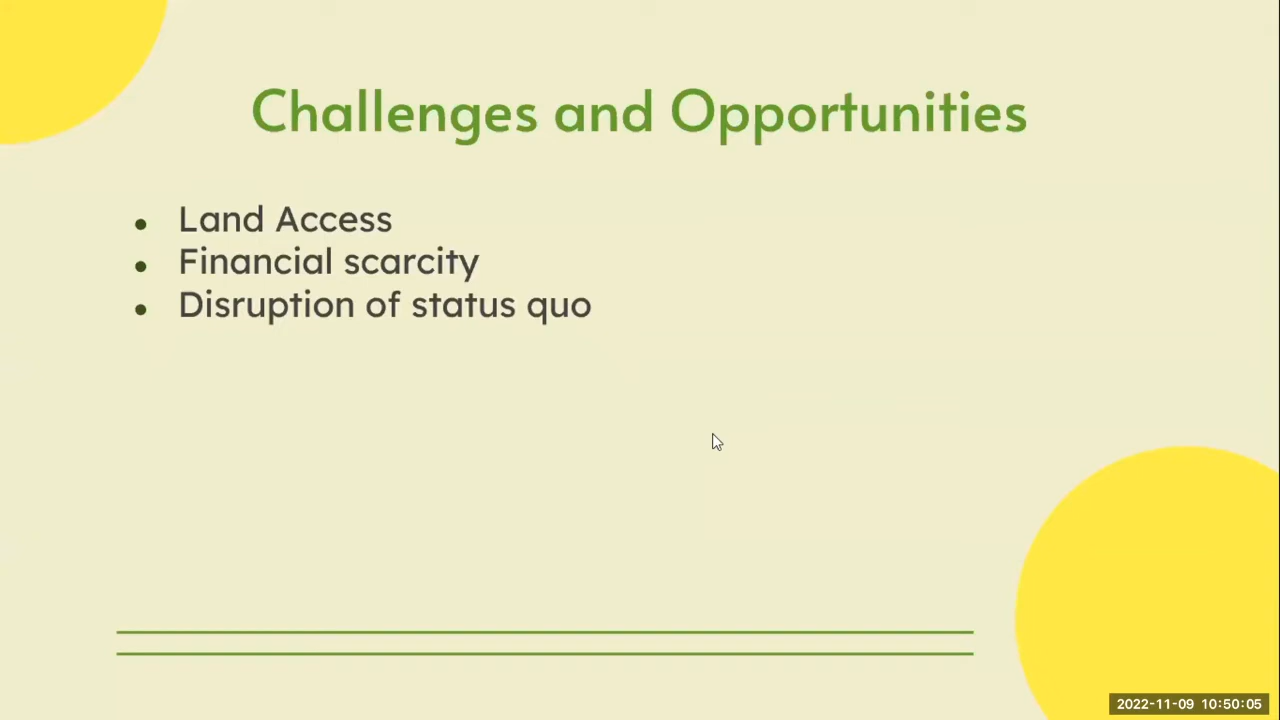 Challenges and Opportunities
● Land Access
● Financial scarcity
● Disruption of status quo
2022-11-09 10:50:05